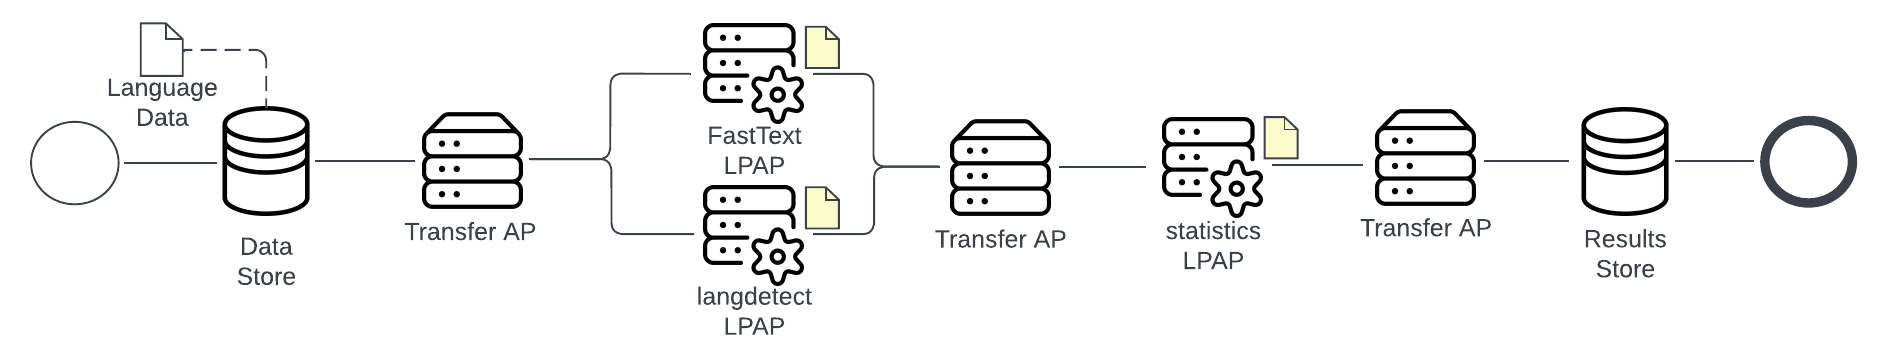 Language
Data
Data
Store
Transfer AP
FastText
LPAP
langdetect
LPAP
Transfer AP
statistics
LPAP
Transfer AP
Results
Store